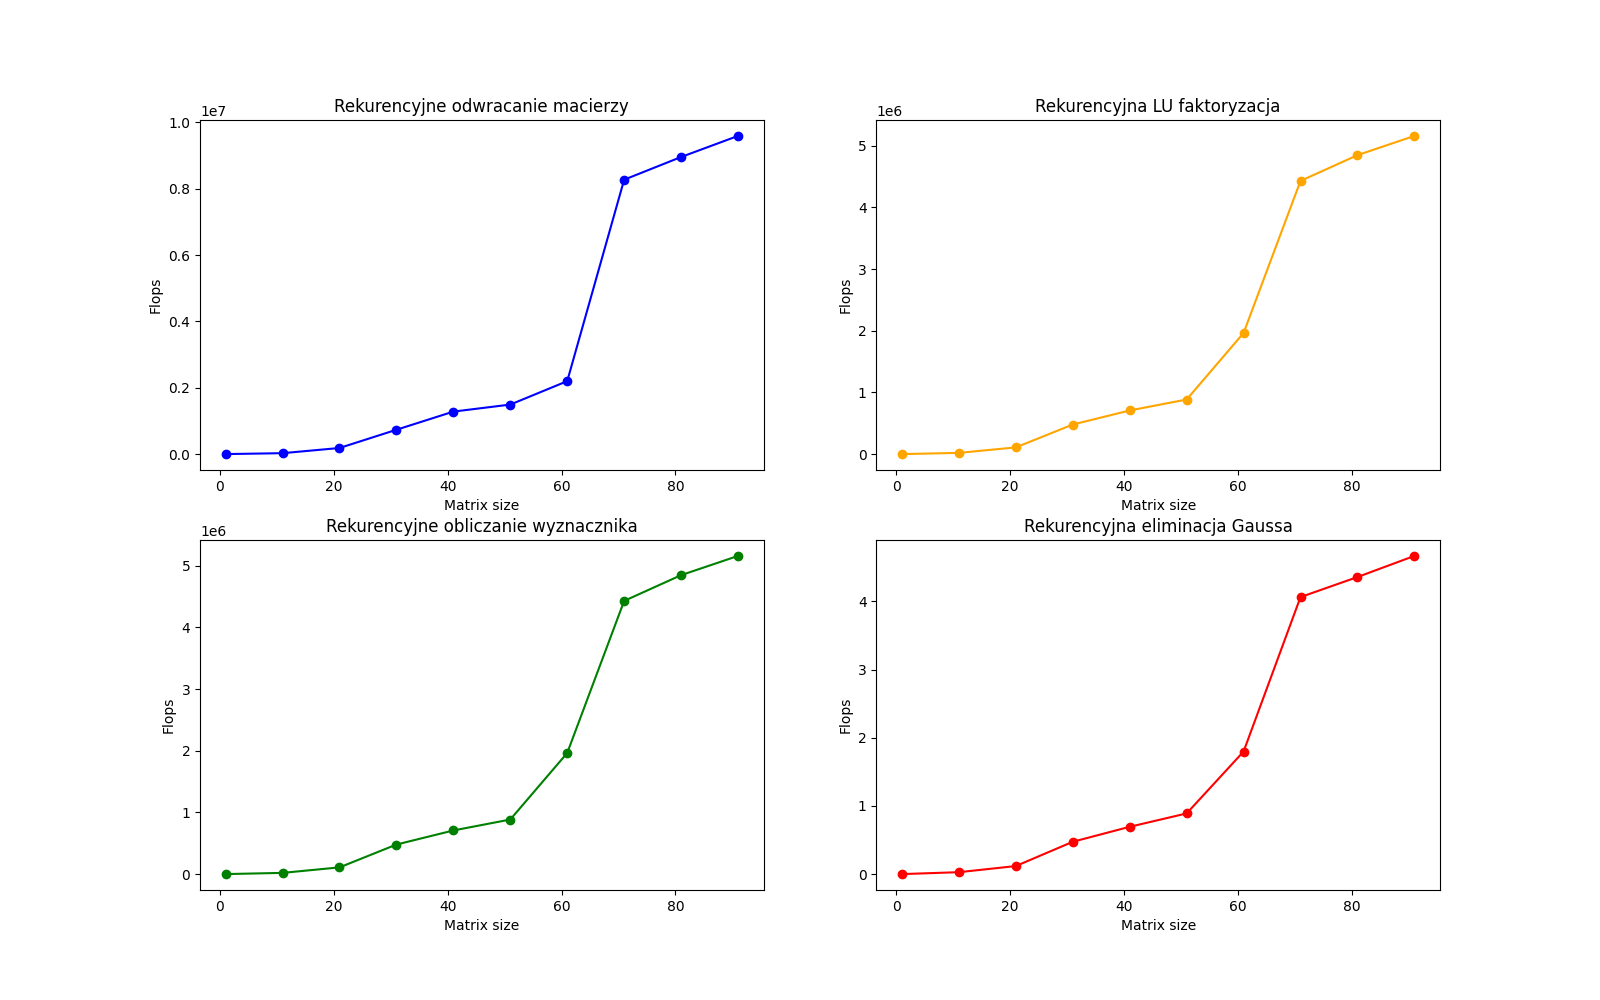 Rekurencyjne odwracanie macierzy
1e7
1.0
0.8
0.6
0.4
0.2
0.0
Flops
0 20 40 60 80
Matrix size
Rekurencyjna LU faktoryzacja
1e6
5
4
3
2
1
0
Flops
0 20 40 60 80
Matrix size
Rekurencyjne obliczanie wyznacznika
1e6
5
4
3
2
1
0
Flops
0 20 40 60 80
Matrix size
Rekurencyjna eliminacja Gaussa
4
3
2
1
0
Flops
0 20 40 60 80
Matrix size